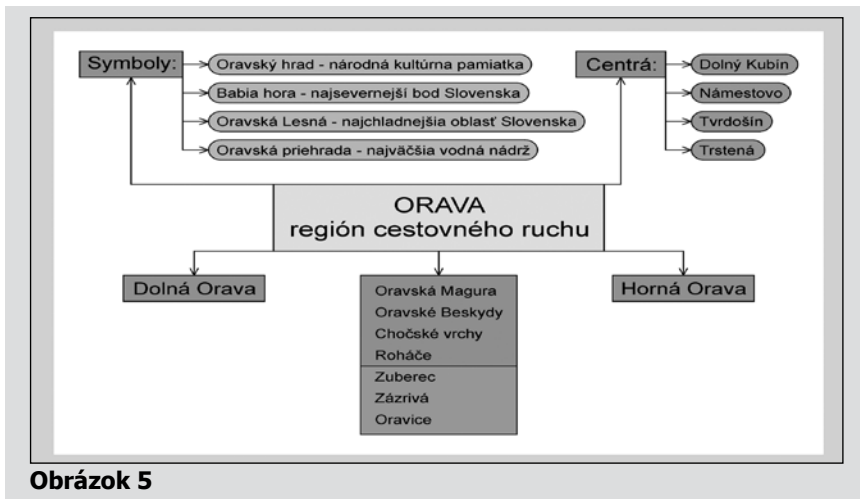 Symboly:
Oravský hrad - národná kultúrna pamiatka
Babia hora - najsevernejší bod Slovenska
Oravská Lesná - najchladnejšia oblasť Slovenska
Oravská priehrada - najväčšia vodná nádrž
Centrá:
Dolný Kubín
Námestovo
Tvrdošín
Trstená
ORAVA
región cestovného ruchu
Dolná Orava
Oravská Magura
Oravské Beskydy
Chočské vrchy
Roháče
Zuberec
Zázrivá
Oravice
Horná Orava
Obrázok 5